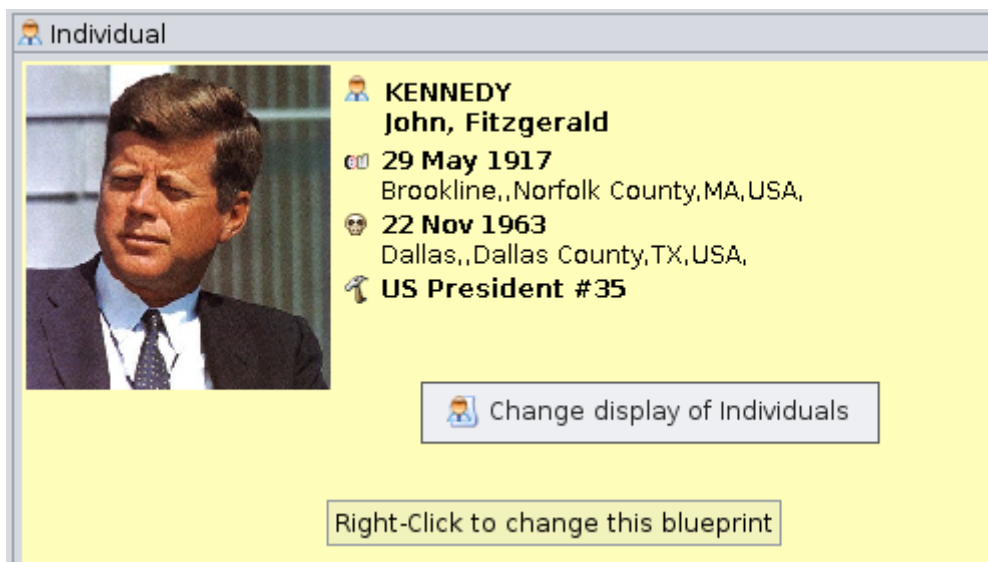 Individual
KENNEDY
John, Fitzgerald
29 May 1917
Brookline,,Norfolk County,MA,USA,
22 Nov 1963
Dallas,,Dallas County,TX,USA,
US President #35
Change display of Individuals
Right-Click to change this blueprint